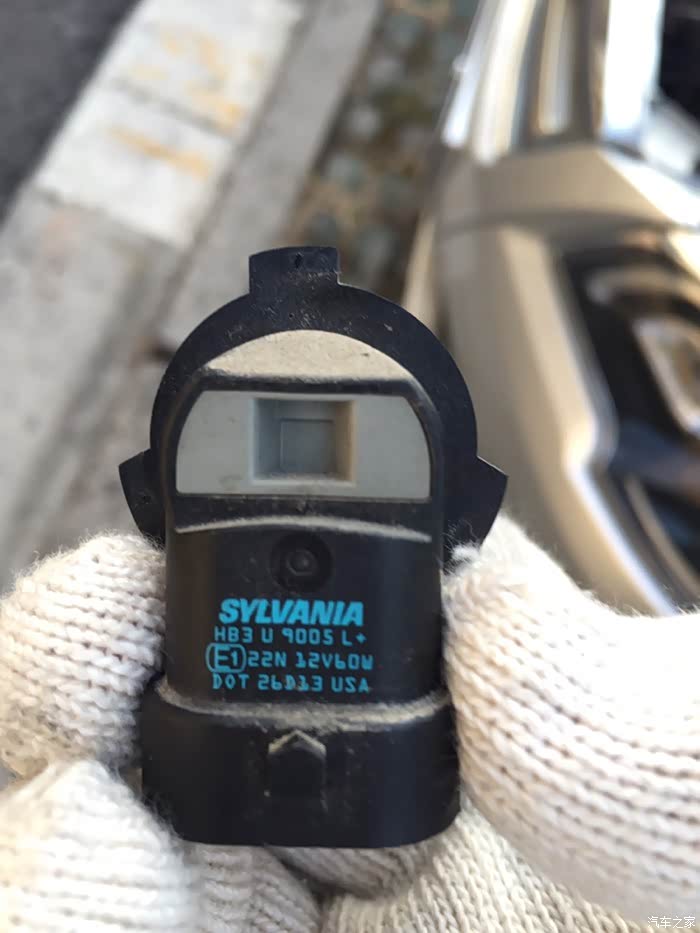 SYLVANIA
HB3 U 9005 L+
E1 22N 12V60W
DOT 26D13 USA
汽车之家